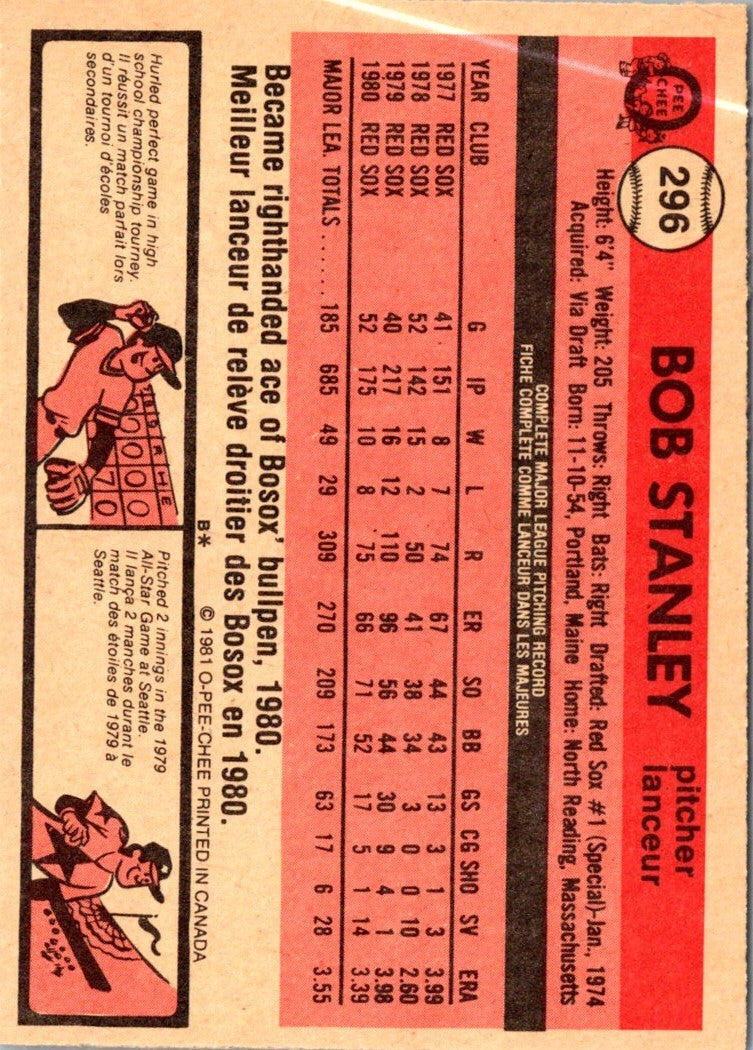 O
PEE
CHEE
296
BOB STANLEY
pitcher
lanceur
Height: 6'4" Weight: 205 Throws: Right Bats: Right Drafted: Red Sox #1 (Special)-Jan., 1974
Acquired: Via Draft Born: 11-10-54, Portland, Maine Home: North Reading, Massachusetts
COMPLETE MAJOR LEAGUE PITCHING RECORD
FICHE COMPLETE COMME LANCEUR DANS LES MAJEURES
YEAR CLUB G IP W L R ER SO BB GS CG SHO SV ERA
1977 RED SOX 41 151 8 7 74 67 44 43 13 3 1 3 3.99
1978 RED SOX 52 142 15 2 50 41 38 34 3 0 0 10 2.60
1979 RED SOX 40 217 16 12 110 96 56 44 30 9 4 1 3.98
1980 RED SOX 52 175 10 8 75 66 71 52 17 5 1 14 3.39
MAJOR LEA. TOTALS ...... 185 685 49 29 309 270 209 173 63 17 6 28 3.55
Became righthanded ace of Bosox' bullpen, 1980.
Meilleur lanceur de relève droitier des Bosox en 1980.
B* © 1981 O-PEE-CHEE PRINTED IN CANADA
Hurled perfect game in high
school championship tourney.
Il réussit un match parfait lors
d'un tournoi d'écoles
secondaires.
R H E
0 0 0
0 0 0
7 0
Pitched 2 innings in the 1979
All-Star Game at Seattle.
Il lança 2 manches durant le
match des étoiles de 1979 à
Seattle.